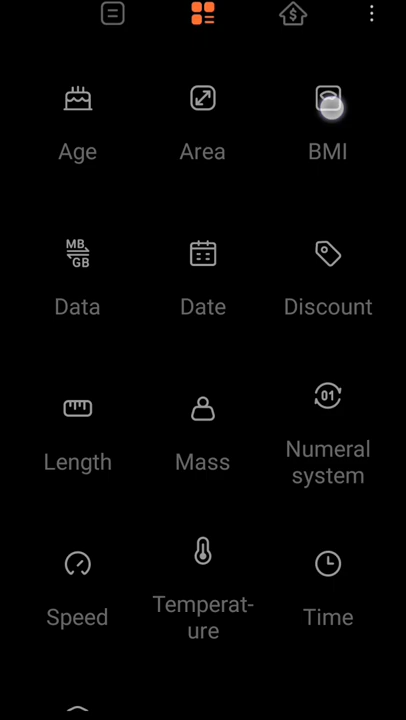 $
Age
Area
BMI
MB
GB
Data
Date
Discount
01
Length
Mass
Numeral
system
Speed
Temperat-
ure
Time